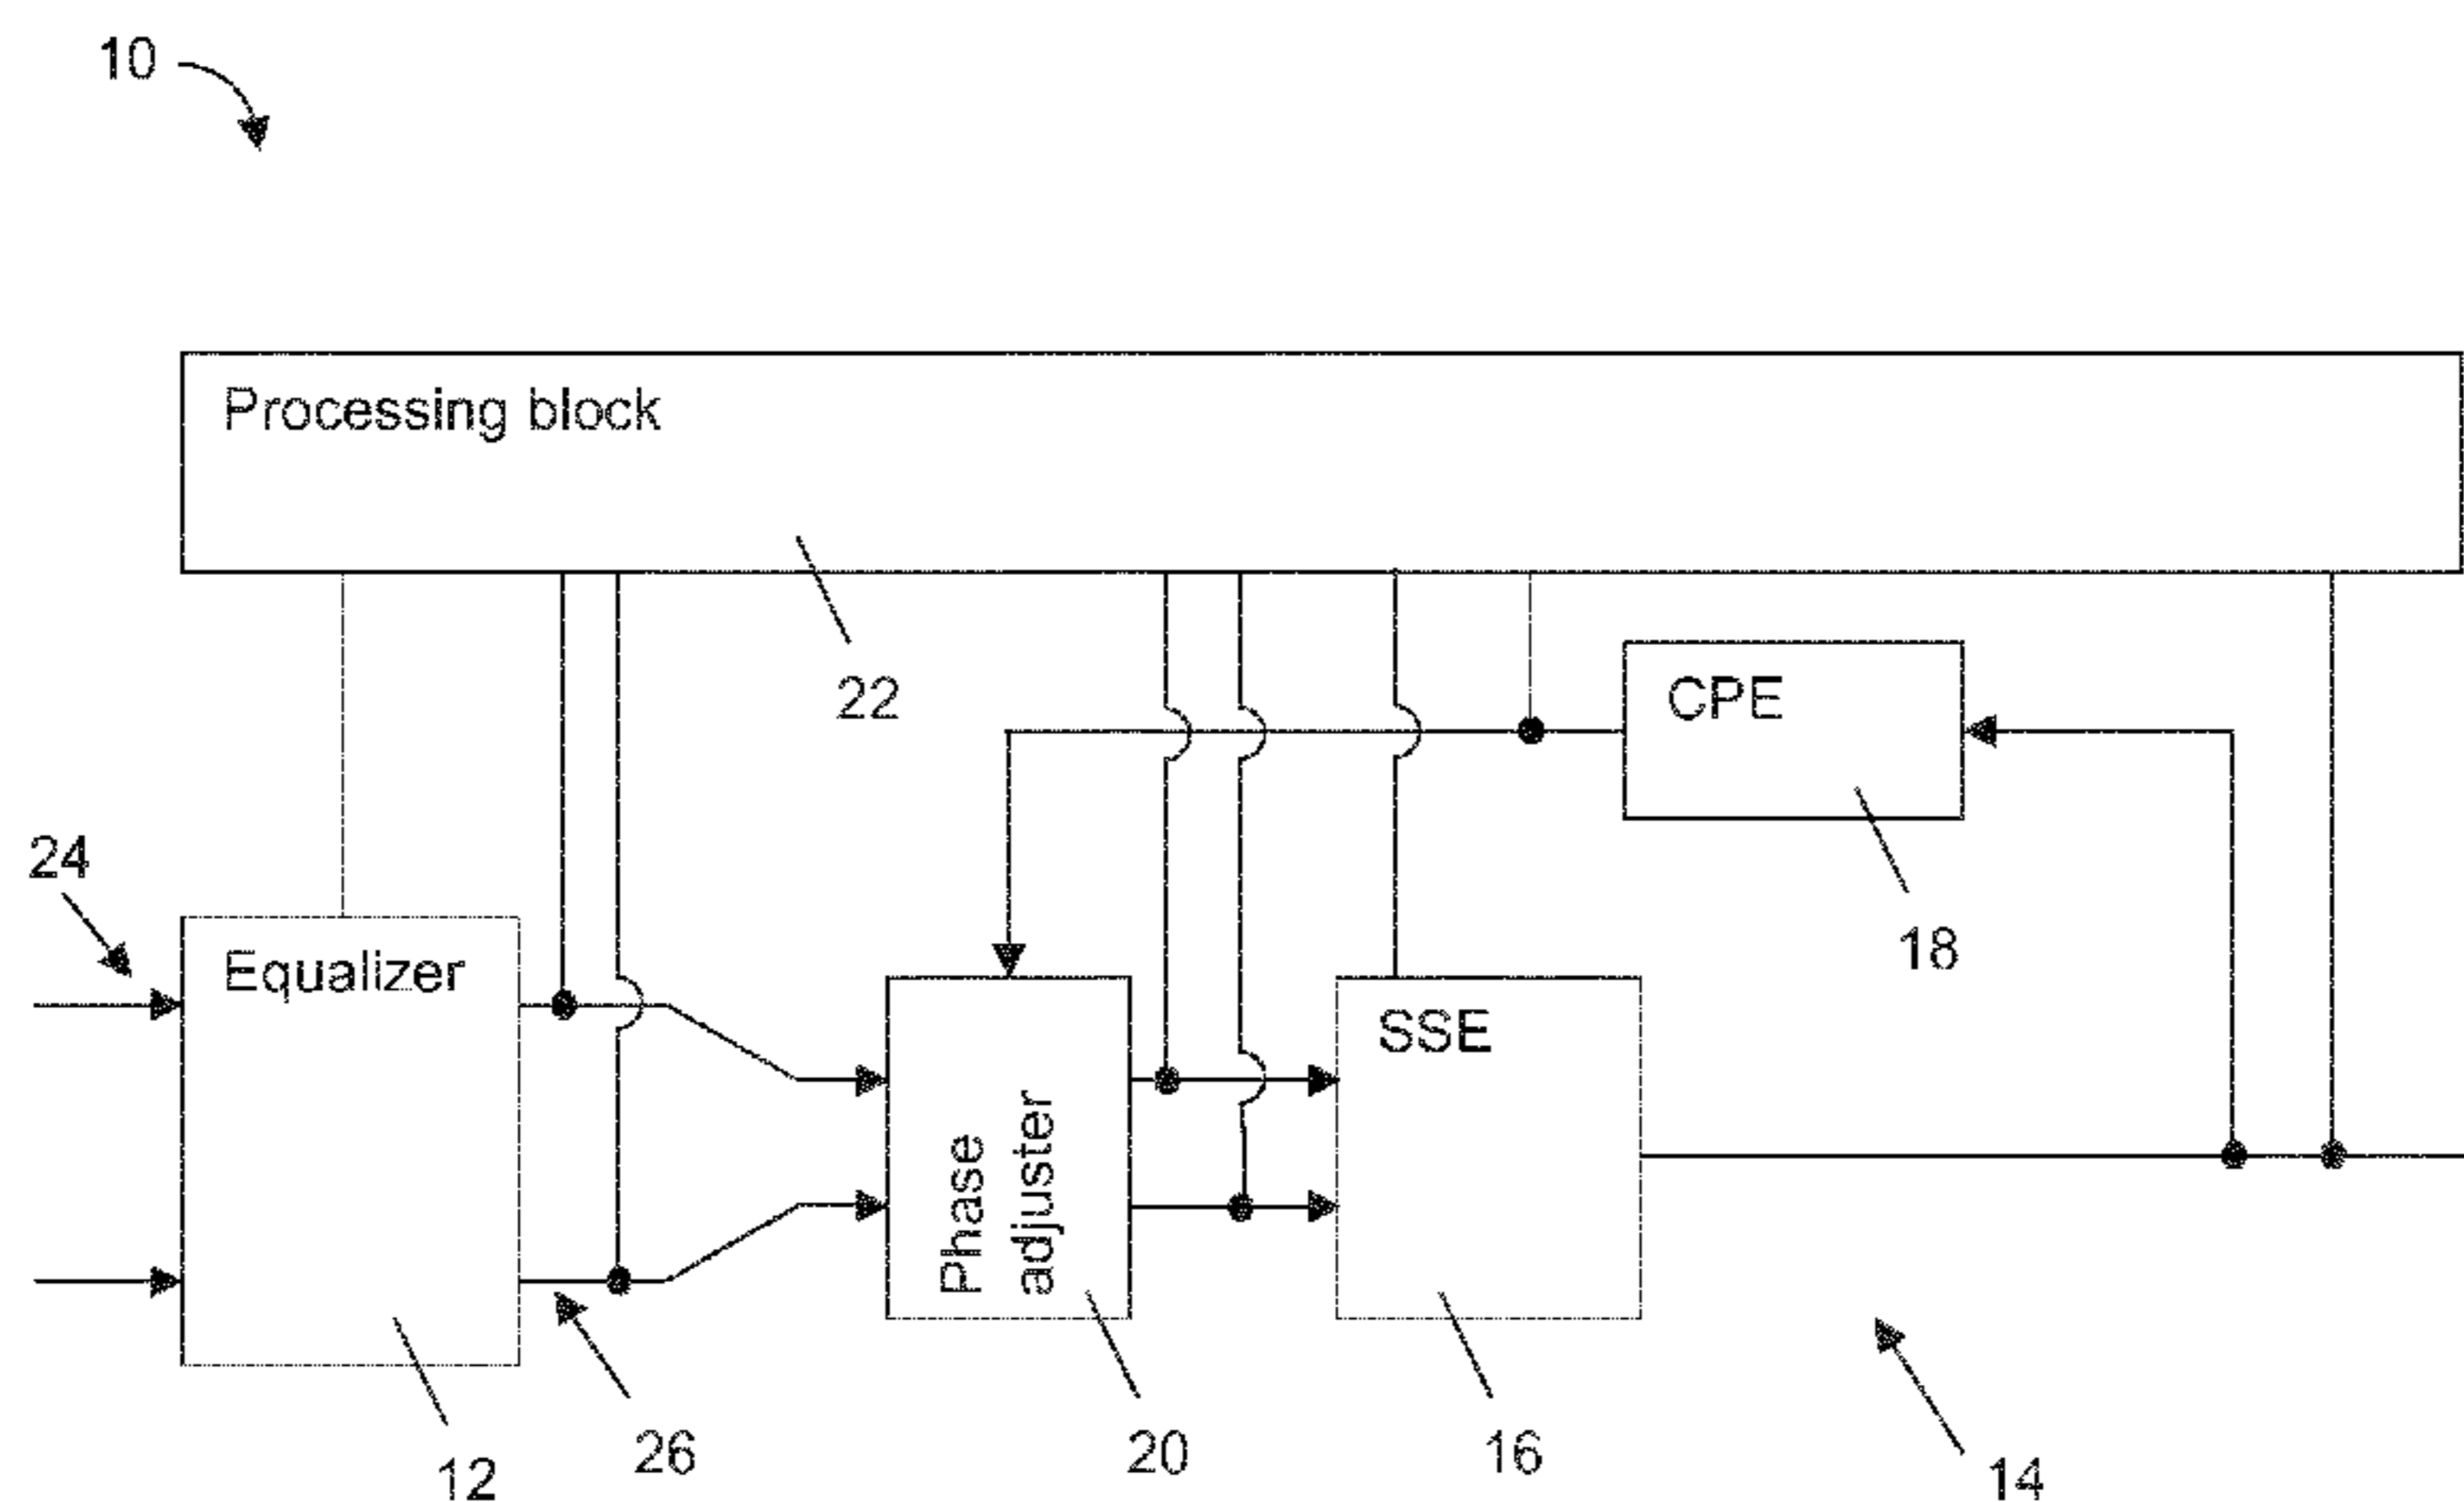 10
Processing block
22
CPE
24
18
Equalizer
SSE
Phase
adjuster
26
20
16
12
14